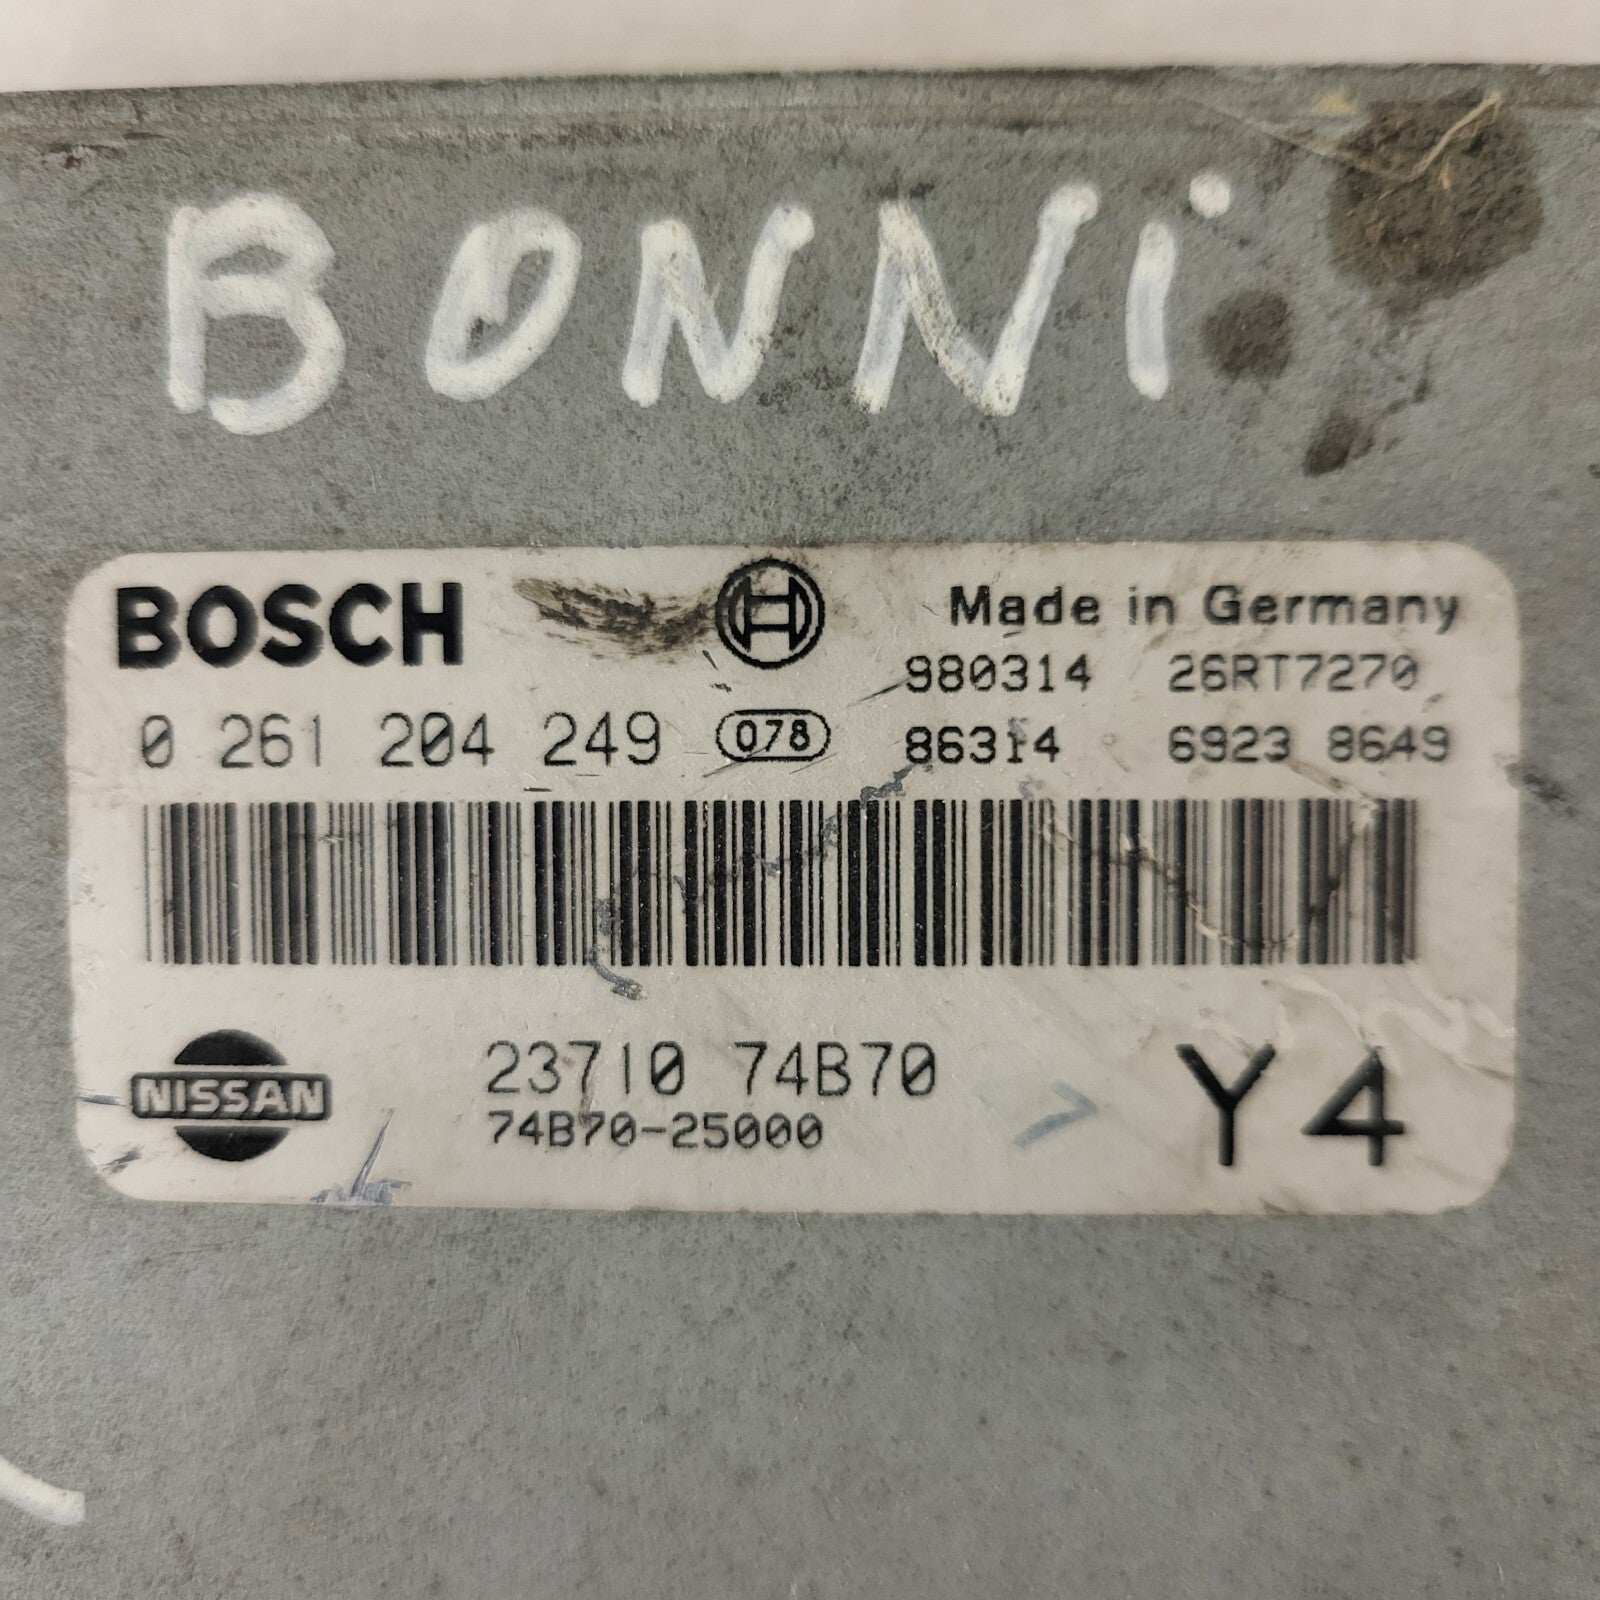 BONNi
BOSCH Made in Germany
980314 26RT7270
0 261 204 249 078 86314 6923 8649
NISSAN 23710 74B70 Y4
74B70-25000